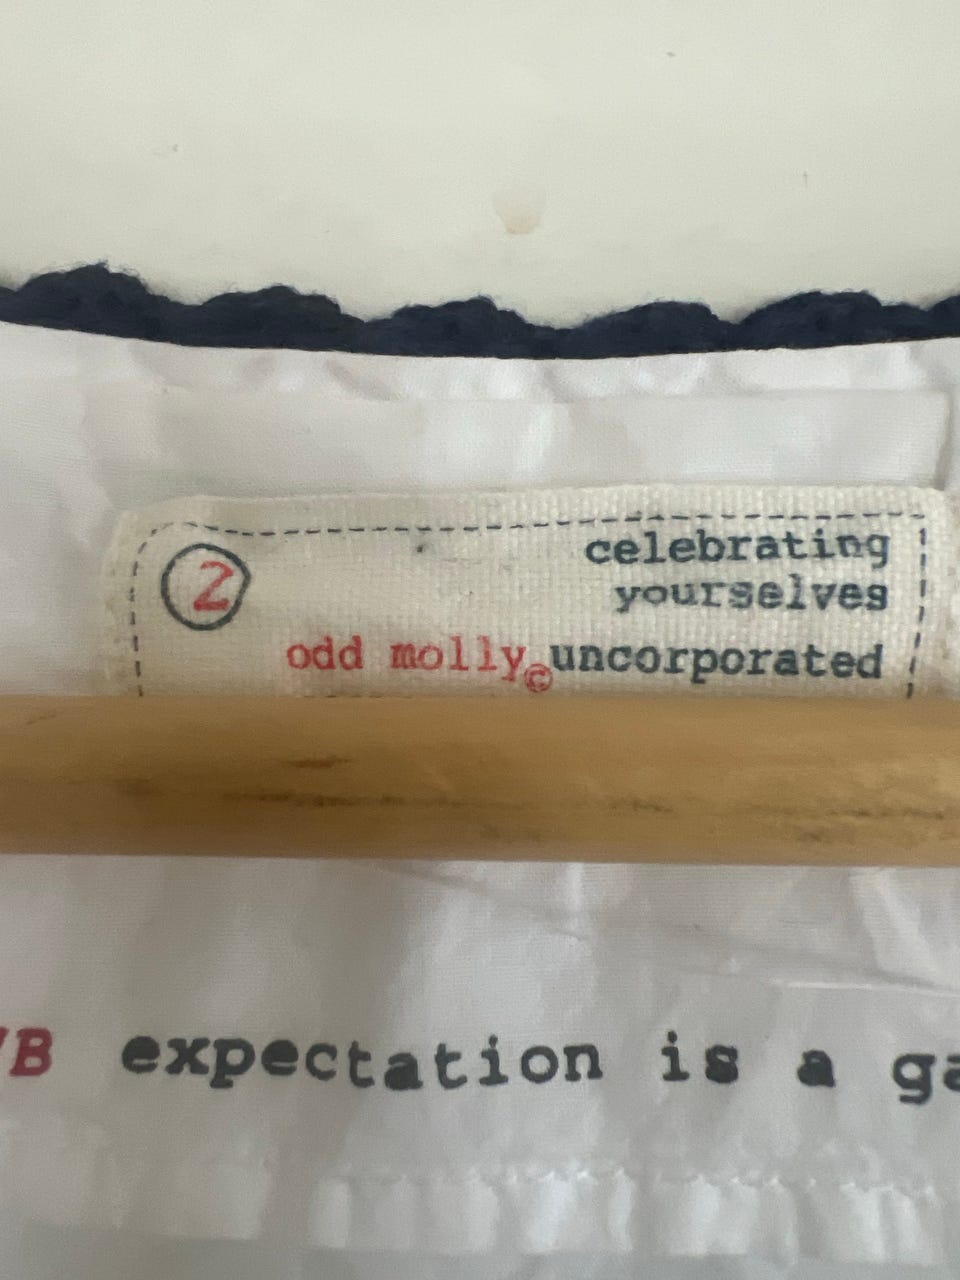 2
celebrating
yourselves
odd molly© uncorporated
B expectation is a